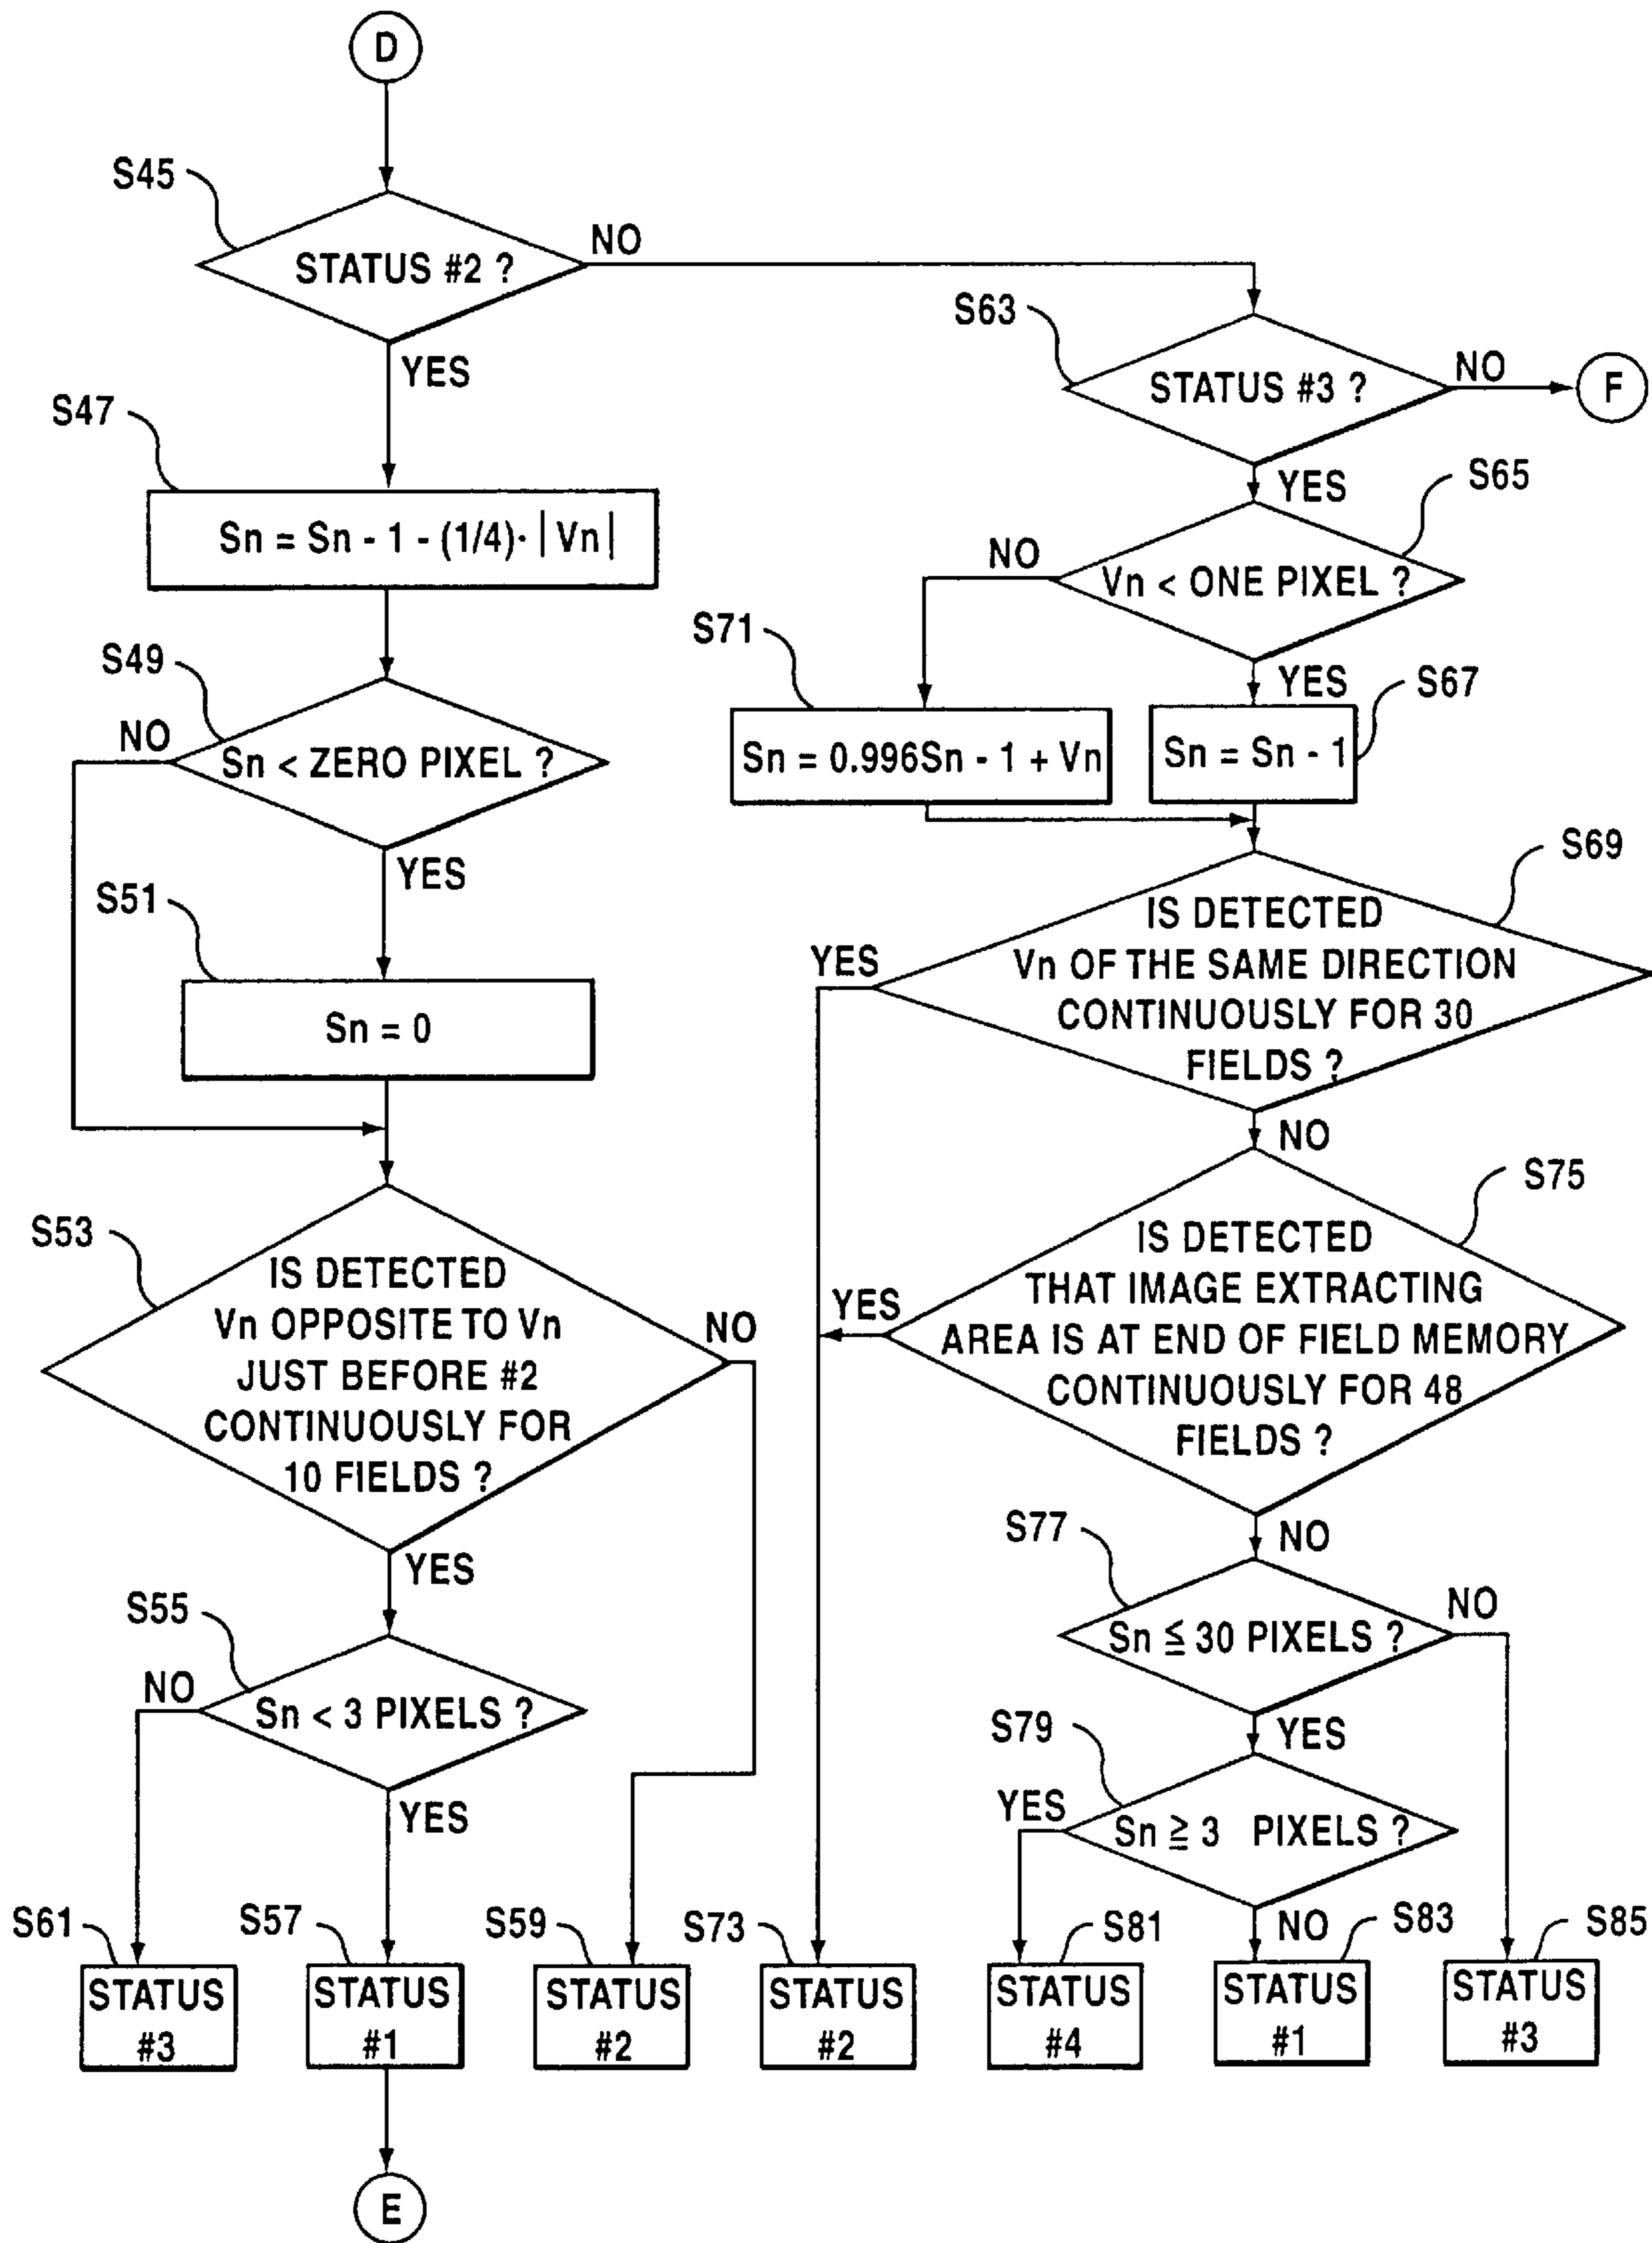 D
S45
STATUS #2 ?
NO
YES
S47
Sn = Sn - 1 - (1/4)· | Vn |
S49
NO
Sn < ZERO PIXEL ?
YES
S51
Sn = 0
S53
IS DETECTED
Vn OPPOSITE TO Vn
JUST BEFORE #2
CONTINUOUSLY FOR
10 FIELDS ?
NO
YES
S55
NO
Sn < 3 PIXELS ?
YES
S61
STATUS
#3
S57
STATUS
#1
S59
STATUS
#2
E
S63
STATUS #3 ?
NO
F
YES
S65
NO
Vn < ONE PIXEL ?
YES
S71
Sn = 0.996Sn - 1 + Vn
S67
Sn = Sn - 1
S69
IS DETECTED
Vn OF THE SAME DIRECTION
CONTINUOUSLY FOR 30
FIELDS ?
YES
NO
S75
IS DETECTED
THAT IMAGE EXTRACTING
AREA IS AT END OF FIELD MEMORY
CONTINUOUSLY FOR 48
FIELDS ?
YES
NO
S77
Sn ≦ 30 PIXELS ?
NO
YES
S79
YES
Sn ≧ 3 PIXELS ?
NO
S73
STATUS
#2
S81
STATUS
#4
S83
STATUS
#1
S85
STATUS
#3